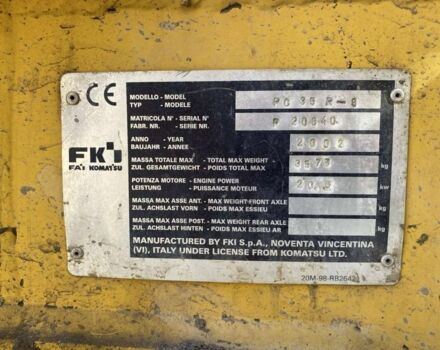 CE
MODELLO - MODEL
TYP - MODELE
PC 35 R-8
MATRICOLA N° - SERIAL N°
FABR. NR. - SERIE NR.
ANNO - YEAR
BAUJAHR - ANNEE
2002
FKI
FAI KOMATSU
MASSA TOTALE MAX - TOTAL MAX WEIGHT
ZUL. GESAMTGEWICHT - POIDS TOTAL MAX
3573
kg
POTENZA MOTORE - ENGINE POWER
LEISTUNG - PUISSANCE MOTEUR
kw
MASSA MAX ASSE ANT. - MAX WEIGHT-FRONT AXLE
ZUL. ACHSLAST VORN - POIDS MAX ESSIEU
kg
MASSA MAX ASSE POST. - MAX WEIGHT REAR AXLE
ZUL. ACHSLAST HINTEN - POIDS MAX ESSIEU AR
kg
MANUFACTURED BY FKI S.p.A., NOVENTA VINCENTINA
(VI), ITALY UNDER LICENSE FROM KOMATSU LTD.